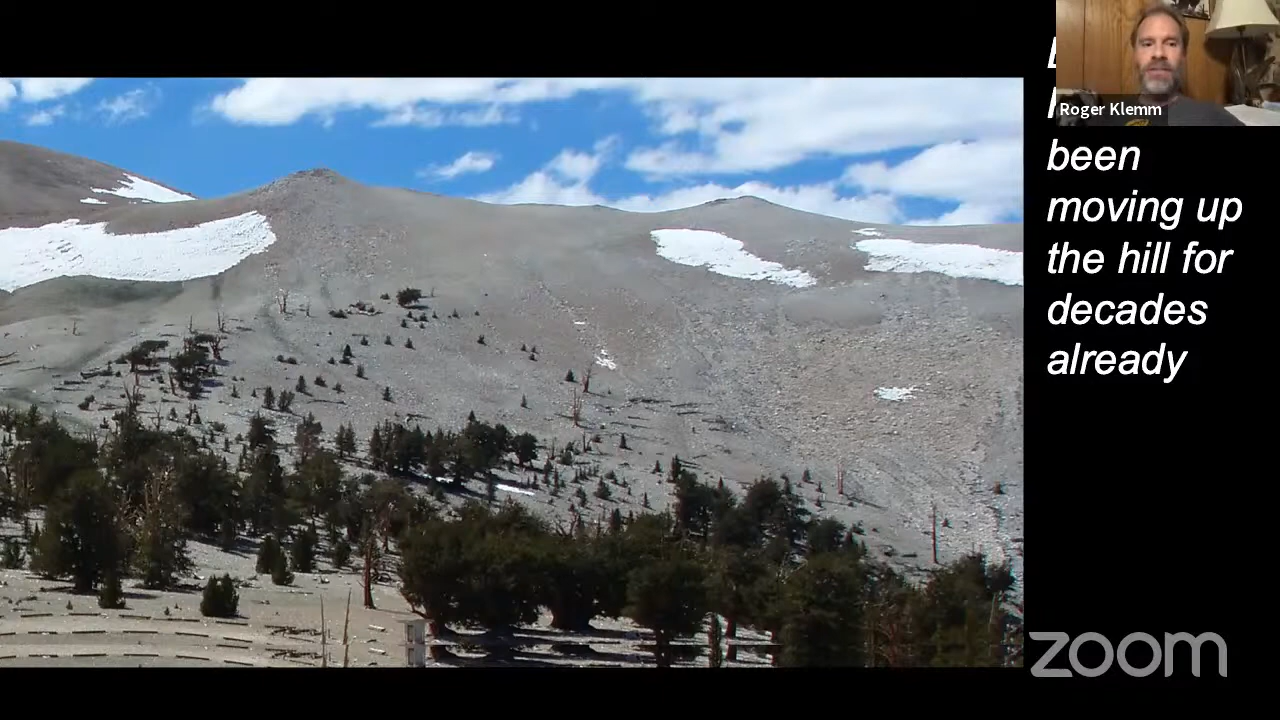 Roger Klemm
been
moving up
the hill for
decades
already
zoom